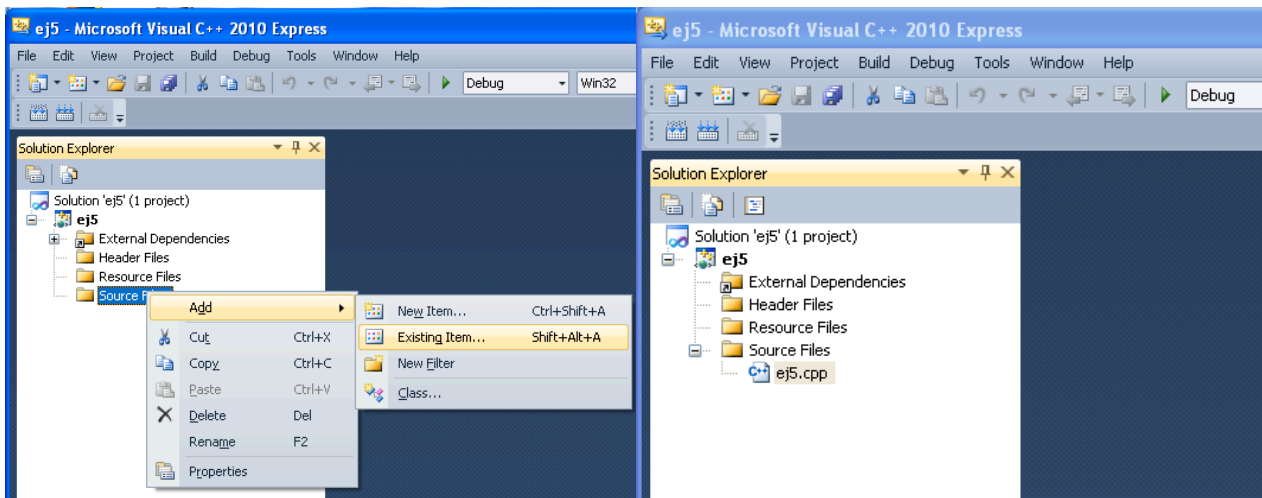 ej5 - Microsoft Visual C++ 2010 Express
File Edit View Project Build Debug Tools Window Help
Debug Win32
Solution Explorer
Solution 'ej5' (1 project)
ej5
External Dependencies
Header Files
Resource Files
Source F
Add
Cut Ctrl+X
Copy Ctrl+C
Paste Ctrl+V
Delete Del
Rename F2
Properties
New Item... Ctrl+Shift+A
Existing Item... Shift+Alt+A
New Filter
Class...
ej5 - Microsoft Visual C++ 2010 Express
File Edit View Project Build Debug Tools Window Help
Debug
Solution Explorer
Solution 'ej5' (1 project)
ej5
External Dependencies
Header Files
Resource Files
Source Files
ej5.cpp